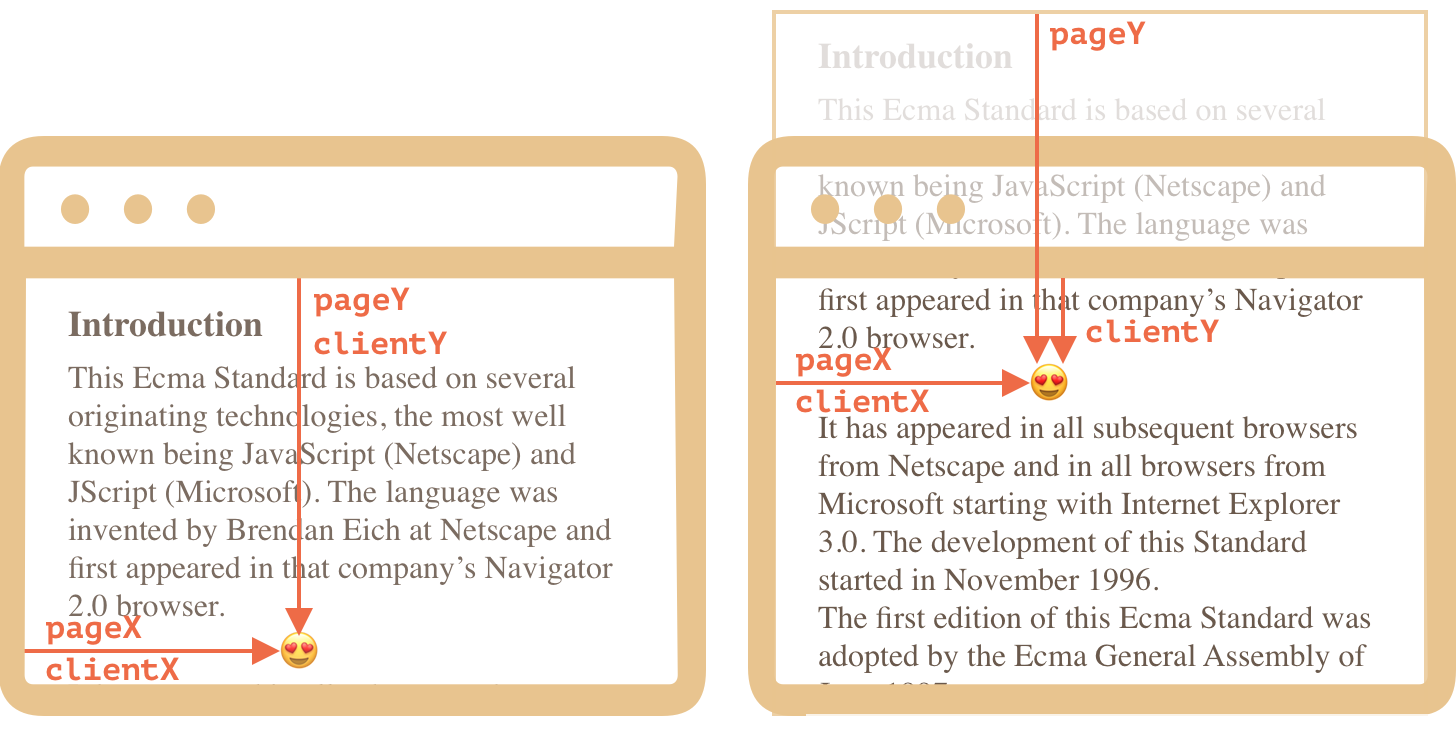 pageY
clientY
Introduction
This Ecma Standard is based on several
originating technologies, the most well
known being JavaScript (Netscape) and
JScript (Microsoft). The language was
invented by Brendan Eich at Netscape and
first appeared in that company’s Navigator
2.0 browser.
pageX
clientX
pageY
Introduction
This Ecma Standard is based on several
known being JavaScript (Netscape) and
JScript (Microsoft). The language was
first appeared in that company’s Navigator
2.0 browser.
clientY
pageX
clientX
It has appeared in all subsequent browsers
from Netscape and in all browsers from
Microsoft starting with Internet Explorer
3.0. The development of this Standard
started in November 1996.
The first edition of this Ecma Standard was
adopted by the Ecma General Assembly of